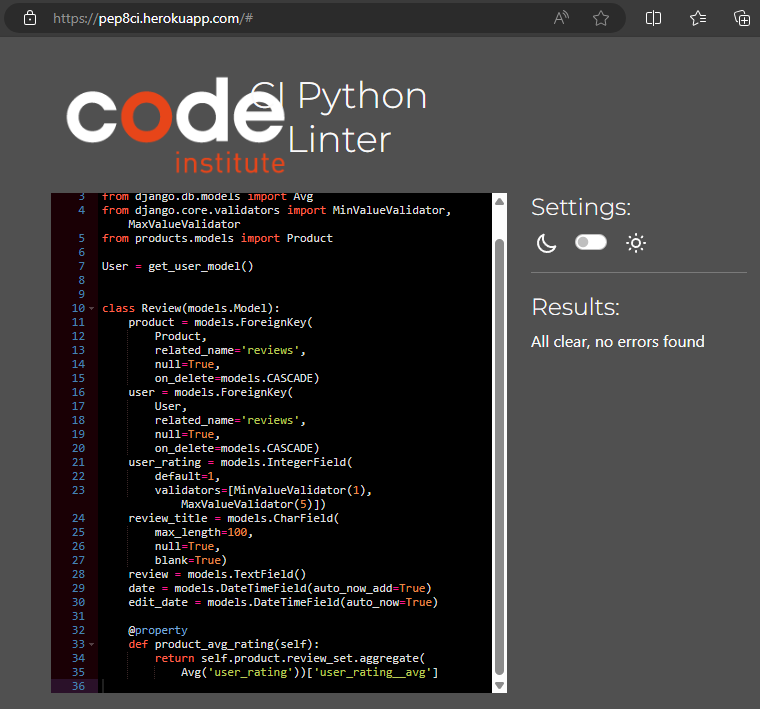 https://pep8ci.herokuapp.com/#
code institute
CI Python
Linter
3 from django.db.models import Avg
4 from django.core.validators import MinValueValidator,
MaxValueValidator
5 from products.models import Product
6
7 User = get_user_model()
8
9
10 class Review(models.Model):
11 product = models.ForeignKey(
12 Product,
13 related_name='reviews',
14 null=True,
15 on_delete=models.CASCADE)
16 user = models.ForeignKey(
17 User,
18 related_name='reviews',
19 null=True,
20 on_delete=models.CASCADE)
21 user_rating = models.IntegerField(
22 default=1,
23 validators=[MinValueValidator(1),
MaxValueValidator(5)])
24 review_title = models.CharField(
25 max_length=100,
26 null=True,
27 blank=True)
28 review = models.TextField()
29 date = models.DateTimeField(auto_now_add=True)
30 edit_date = models.DateTimeField(auto_now=True)
31
32 @property
33 def product_avg_rating(self):
34 return self.product.review_set.aggregate(
35 Avg('user_rating'))['user_rating__avg']
36
Settings:
Results:
All clear, no errors found